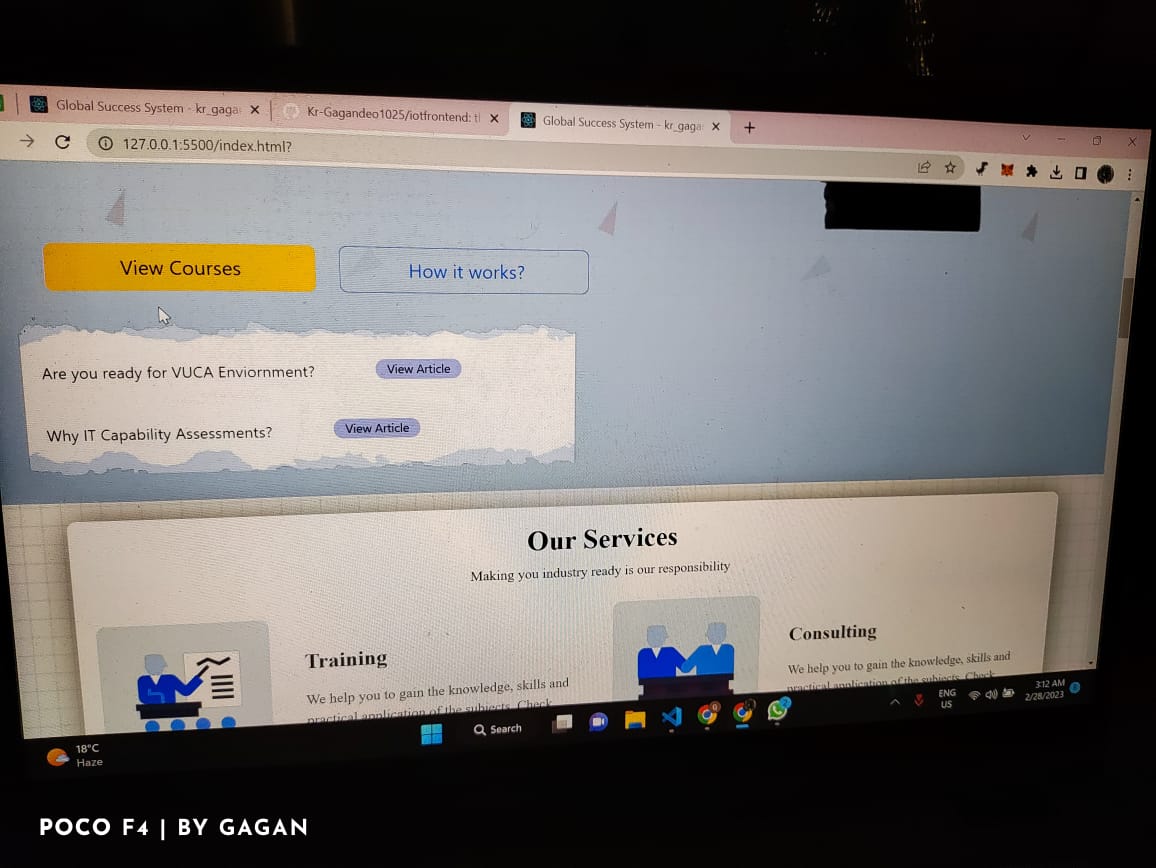 Global Success System - kr_gaga
Kr-Gagandeo1025/iotfrontend: tl
Global Success System - kr_gaga
127.0.0.1:5500/index.html?
View Courses
How it works?
Are you ready for VUCA Enviornment?
View Article
Why IT Capability Assessments?
View Article
Our Services
Making you industry ready is our responsibility
Training
We help you to gain the knowledge, skills and
practical application of the subjects. Check
Consulting
We help you to gain the knowledge, skills and
practical application of the subjects. Check
18°C
Haze
Search
ENG
US
3:12 AM
2/28/2023
POCO F4 | BY GAGAN